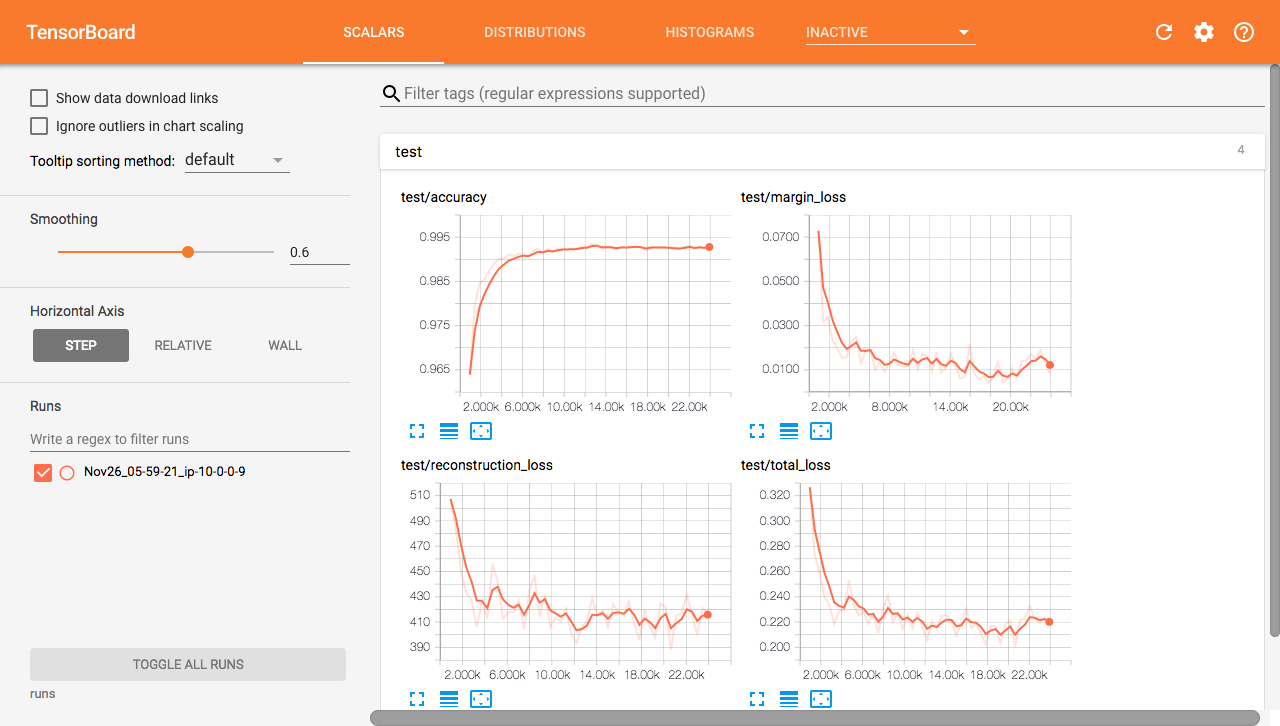 TensorBoard
SCALARS
DISTRIBUTIONS
HISTOGRAMS
INACTIVE
Show data download links
Ignore outliers in chart scaling
Tooltip sorting method: default
Smoothing
0.6
Horizontal Axis
STEP RELATIVE WALL
Runs
Write a regex to filter runs
Nov26_05-59-21_ip-10-0-0-9
TOGGLE ALL RUNS
runs
Filter tags (regular expressions supported)
test 4
test/accuracy
0.995
0.985
0.975
0.965
2.000k 6.000k 10.00k 14.00k 18.00k 22.00k
test/margin_loss
0.0700
0.0500
0.0300
0.0100
2.000k 8.000k 14.00k 20.00k
test/reconstruction_loss
510
490
470
450
430
410
390
2.000k 6.000k 10.00k 14.00k 18.00k 22.00k
test/total_loss
0.320
0.300
0.280
0.260
0.240
0.220
0.200
2.000k 6.000k 10.00k 14.00k 18.00k 22.00k